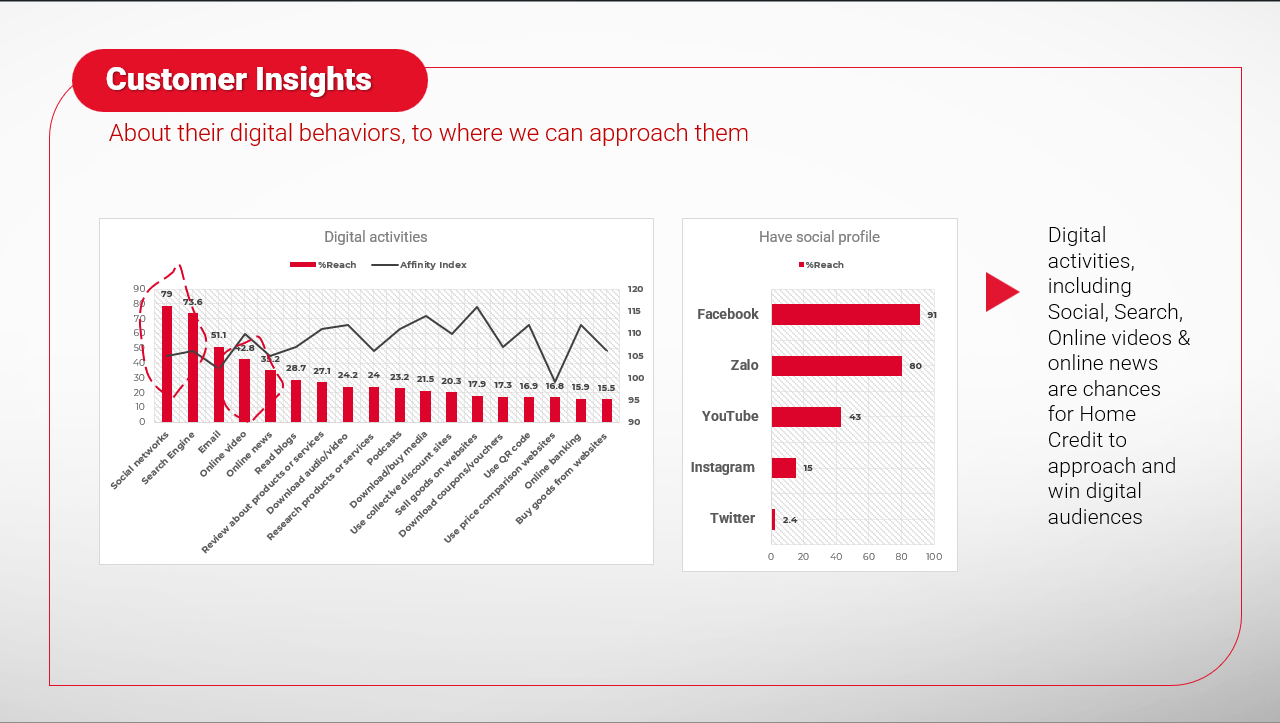 Customer Insights
About their digital behaviors, to where we can approach them
Digital activities
%Reach
Affinity Index
90
80
70
60
50
40
30
20
10
0
79
73.6
51.1
42.8
35.2
28.7
27.1
24.2
24
23.2
21.5
20.3
17.9
17.3
16.9
16.8
15.9
15.5
120
115
110
105
100
95
90
Social networks
Search Engine
Email
Online video
Online news
Read blogs
Review about products or services
Download audio/video
Research products or services
Podcasts
Download/buy media
Use collective discount sites
Sell goods on websites
Download coupons/vouchers
Use QR code
Use price comparison websites
Online banking
Buy goods from websites
Have social profile
%Reach
Facebook
91
Zalo
80
YouTube
43
Instagram
15
Twitter
2.4
0
20
40
60
80
100
Digital
activities,
including
Social, Search,
Online videos &
online news
are chances
for Home
Credit to
approach and
win digital
audiences